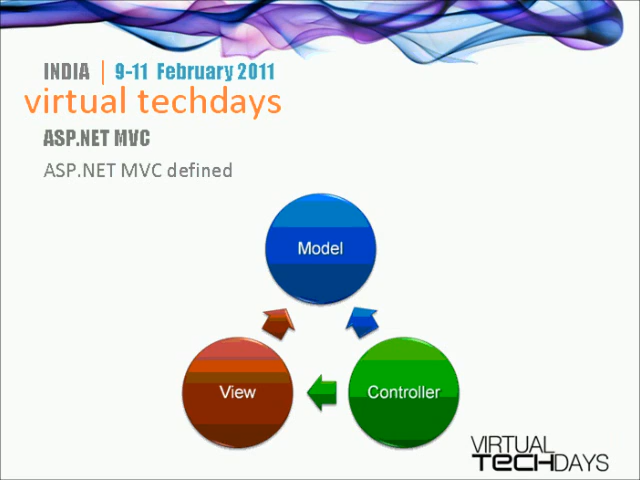 INDIA | 9-11 February 2011
virtual techdays
ASP.NET MVC
ASP.NET MVC defined
Model
View
Controller
VIRTUAL
TECHDAYS